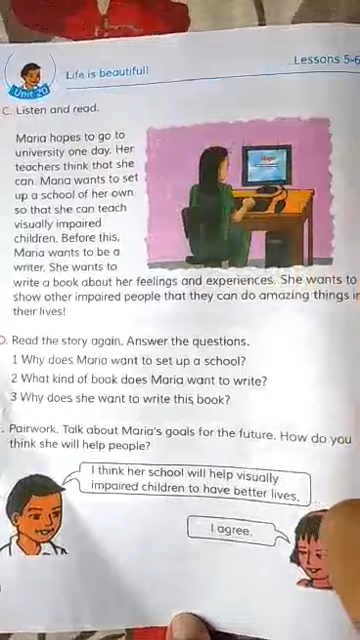 Life is beautiful!
Lessons 5-6
Unit 20
C. Listen and read.
Maria hopes to go to
university one day. Her
teachers think that she
can. Maria wants to set
up a school of her own
so that she can teach
visually impaired
children. Before this,
Maria wants to be a
writer. She wants to
write a book about her feelings and experiences. She wants to
show other impaired people that they can do amazing things in
their lives!
D. Read the story again. Answer the questions.
1 Why does Maria want to set up a school?
2 What kind of book does Maria want to write?
3 Why does she want to write this book?
. Pairwork. Talk about Maria's goals for the future. How do you
think she will help people?
I think her school will help visually
impaired children to have better lives.
I agree.